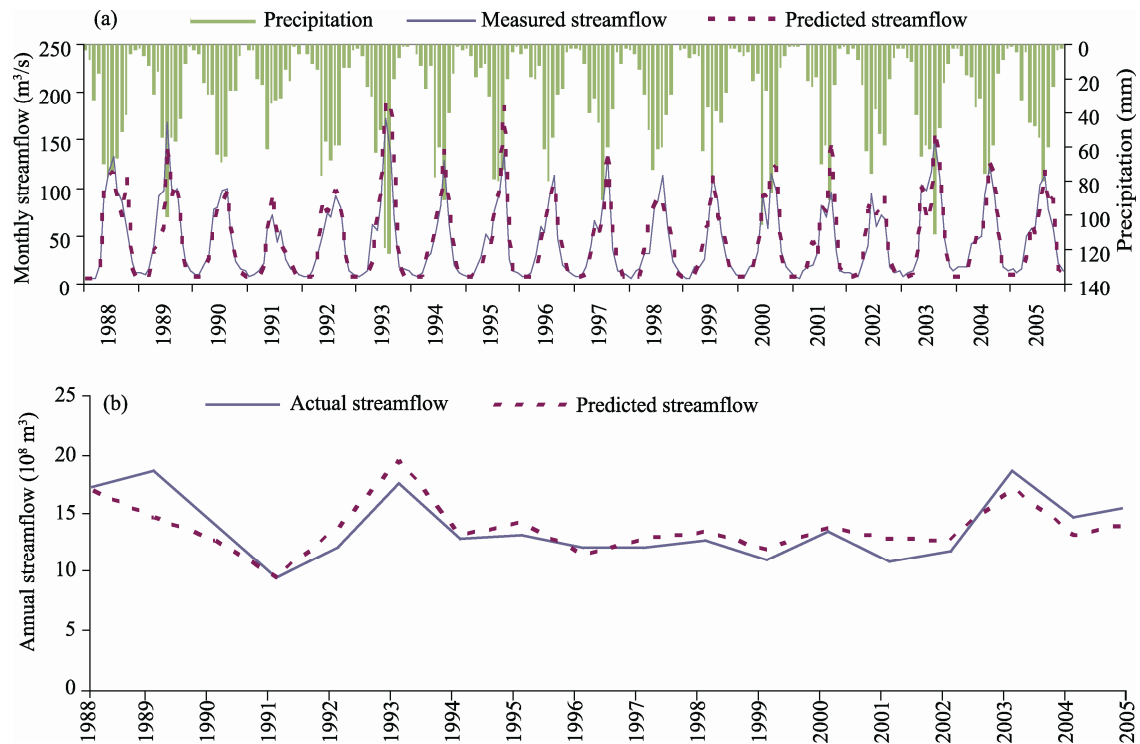 (a) Precipitation Measured streamflow Predicted streamflow
Monthly streamflow (m³/s)
250
200
150
100
50
0
0
20
40
60
80
100
120
140
Precipitation (mm)
1988 1989 1990 1991 1992 1993 1994 1995 1996 1997 1998 1999 2000 2001 2002 2003 2004 2005
(b) Actual streamflow Predicted streamflow
Annual streamflow (10⁸ m³)
25
20
15
10
5
0
1988 1989 1990 1991 1992 1993 1994 1995 1996 1997 1998 1999 2000 2001 2002 2003 2004 2005